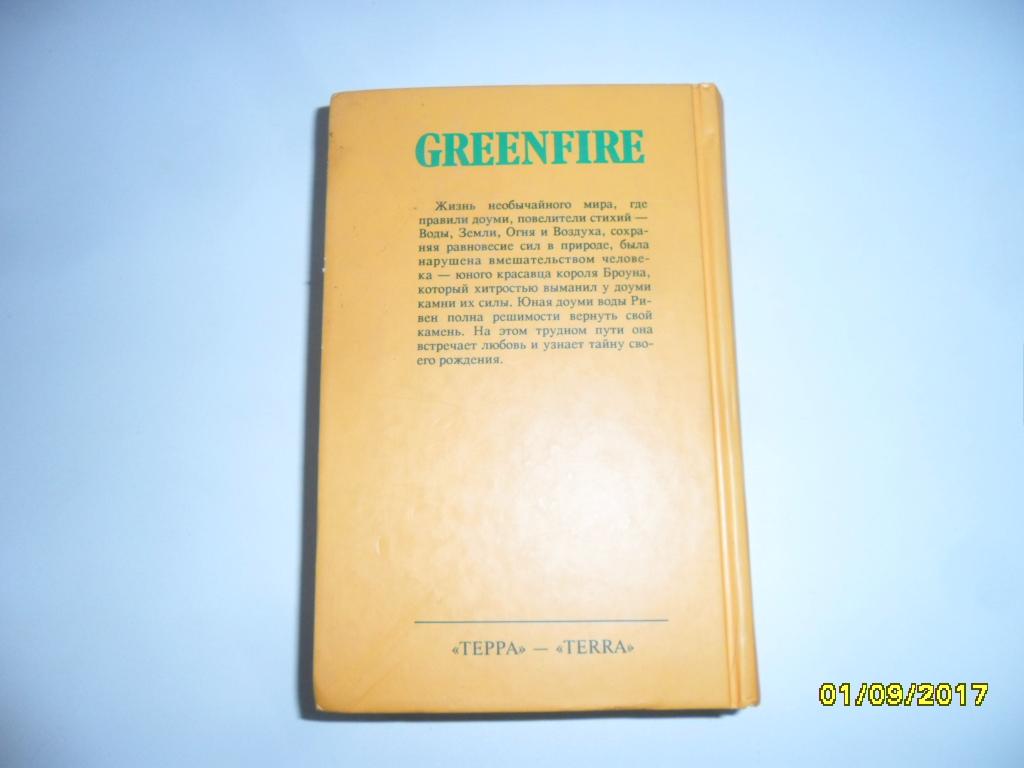 GREENFIRE
Жизнь необычайного мира, где
правили доуми, повелители стихий —
Воды, Земли, Огня и Воздуха, сохра-
няя равновесие сил в природе, была
нарушена вмешательством челове-
ка — юного красавца короля Броуна,
который хитростью выманил у доуми
камни их силы. Юная доуми воды Ри-
вен полна решимости вернуть свой
камень. На этом трудном пути она
встречает любовь и узнает тайну сво-
его рождения.
«ТЕРРА» — «TERRA»
01/09/2017